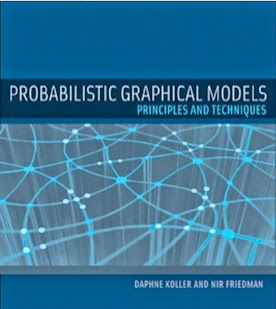 PROBABILISTIC GRAPHICAL MODELS
PRINCIPLES AND TECHNIQUES
DAPHNE KOLLER AND NIR FRIEDMAN